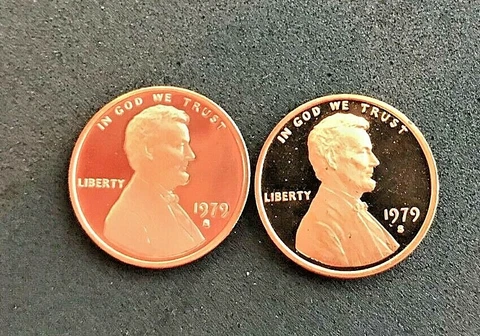 IN GOD WE TRUST
LIBERTY
1979
S
IN GOD WE TRUST
LIBERTY
1979
S